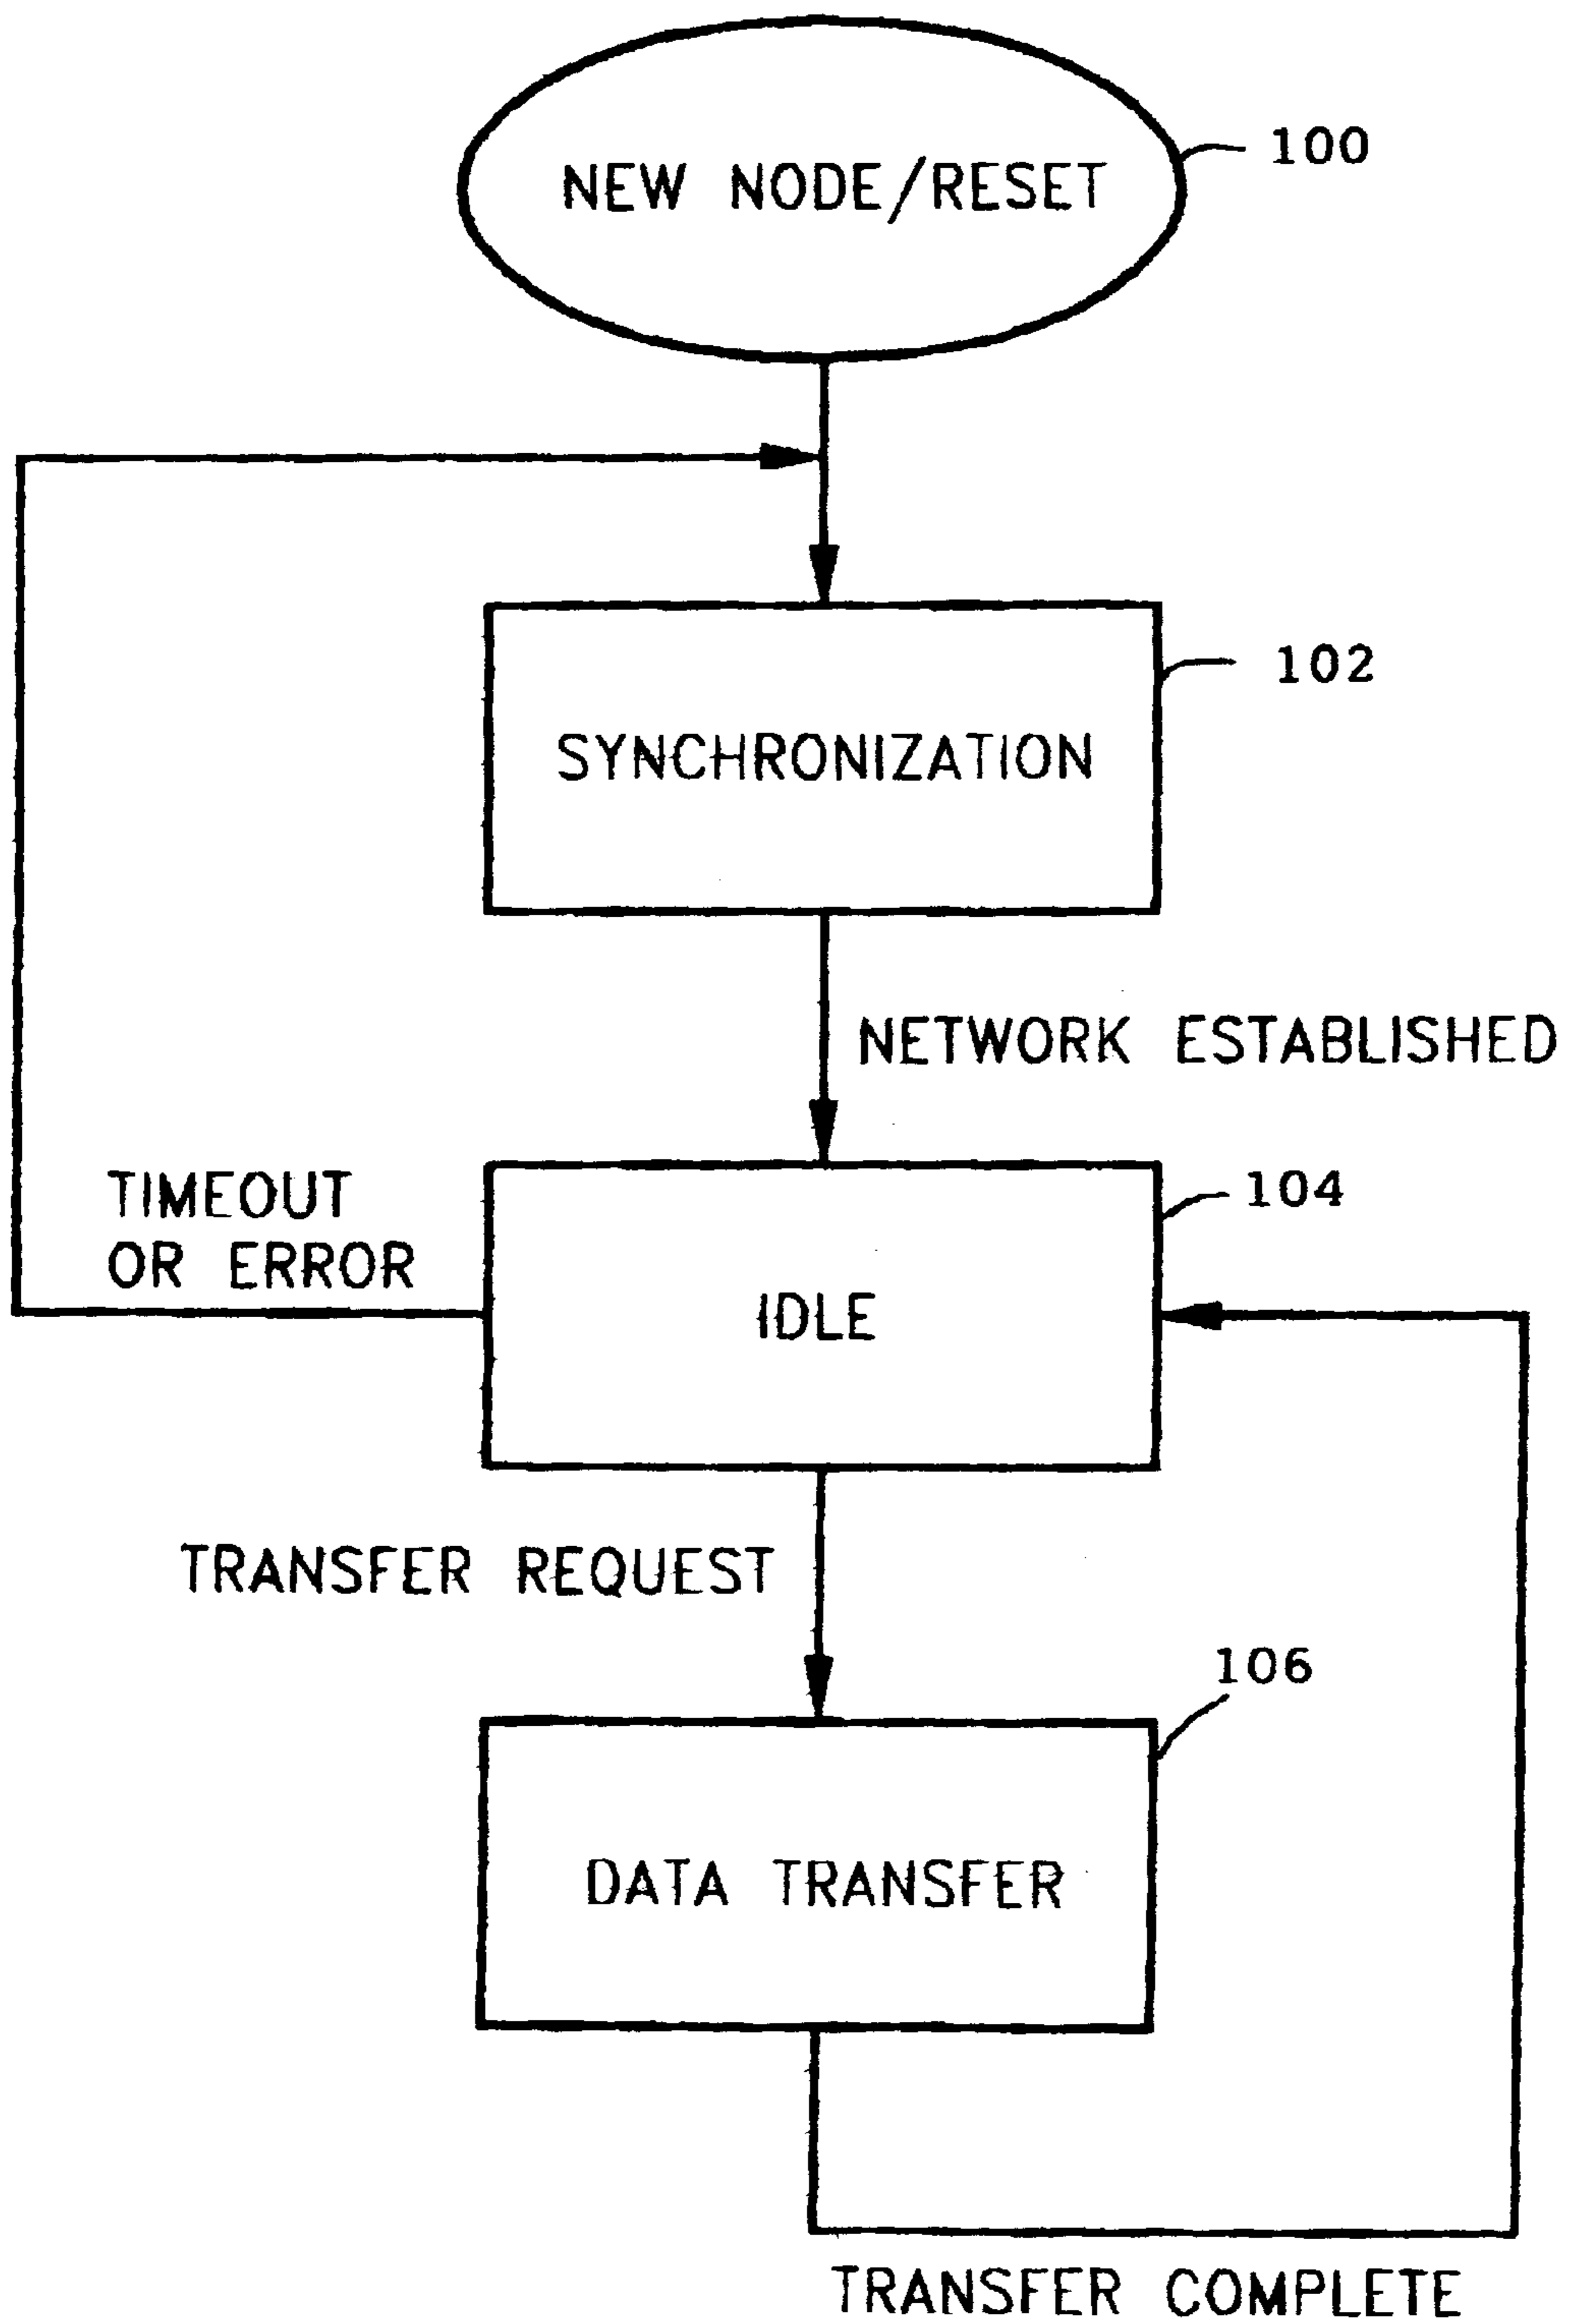 NEW NODE/RESET
100
102
SYNCHRONIZATION
NETWORK ESTABLISHED
TIMEOUT
OR ERROR
104
IDLE
TRANSFER REQUEST
106
DATA TRANSFER
TRANSFER COMPLETE